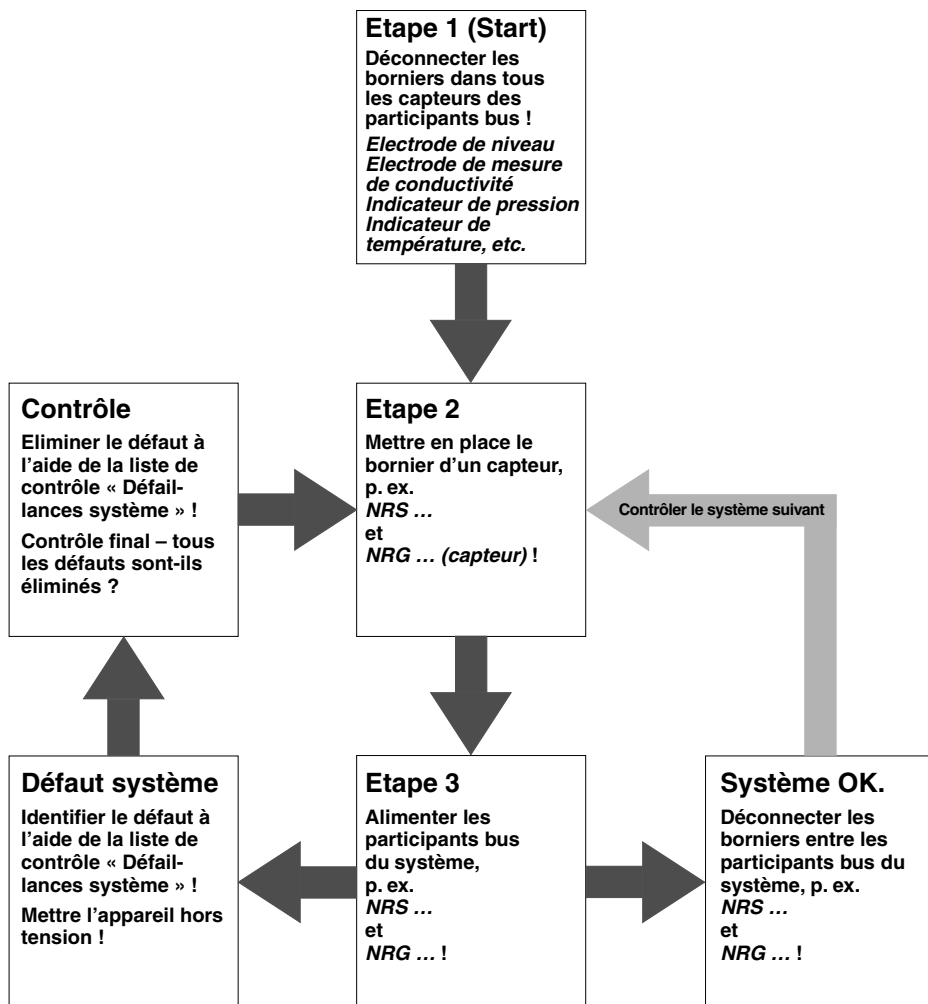 Etape 1 (Start)
Déconnecter les
borniers dans tous
les capteurs des
participants bus !
Electrode de niveau
Electrode de mesure
de conductivité
Indicateur de pression
Indicateur de
température, etc.
Contrôle
Eliminer le défaut à
l’aide de la liste de
contrôle « Défail-
lances système » !
Contrôle final – tous
les défauts sont-ils
éliminés ?
Etape 2
Mettre en place le
bornier d’un capteur,
p. ex.
NRS …
et
NRG … (capteur) !
Contrôler le système suivant
Défaut système
Identifier le défaut à
l’aide de la liste de
contrôle « Défail-
lances système » !
Mettre l’appareil hors
tension !
Etape 3
Alimenter les
participants bus
du système,
p. ex.
NRS …
et
NRG … !
Système OK.
Déconnecter les
borniers entre les
participants bus du
système, p. ex.
NRS …
et
NRG … !